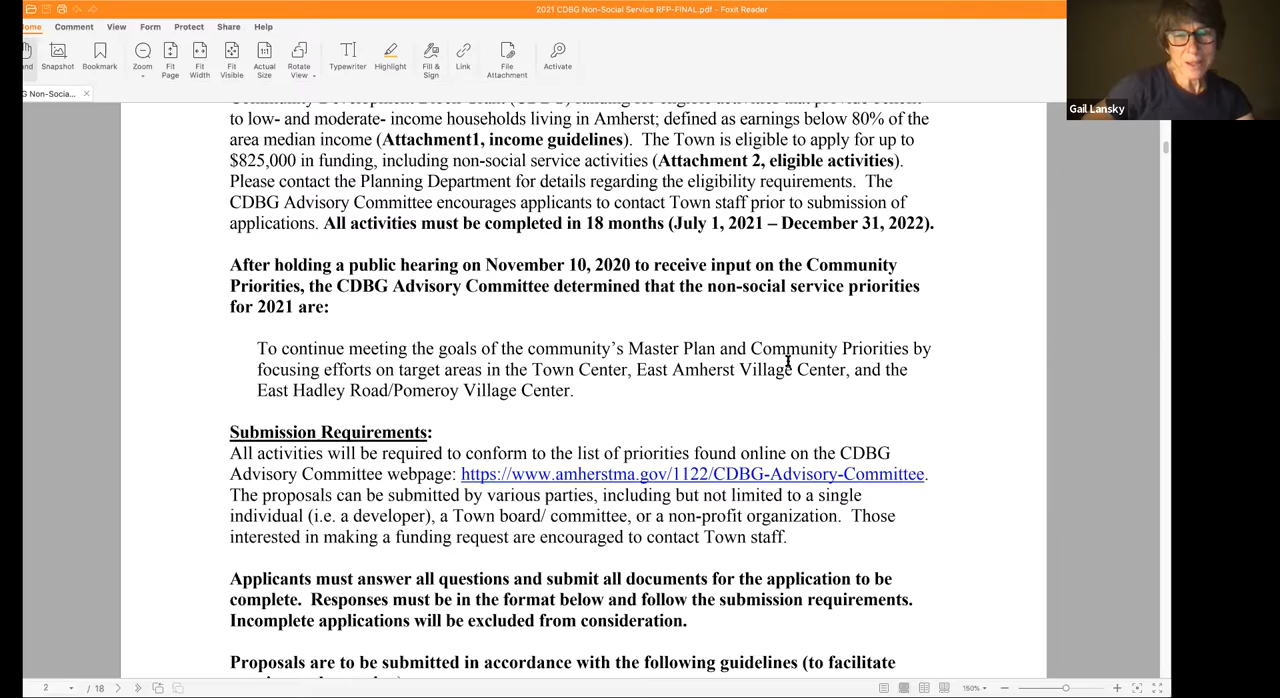 2021 CDBG Non-Social Service RFP-FINAL.pdf - Foxit Reader
ome Comment View Form Protect Share Help
and Snapshot Bookmark Zoom Fit Page Fit Width Fit Visible Actual Size Rotate View Typewriter Highlight Fill & Sign Link File Attachment Activate
G Non-Socia...
Gail Lansky
to low- and moderate- income households living in Amherst; defined as earnings below 80% of the
area median income (Attachment1, income guidelines).  The Town is eligible to apply for up to
$825,000 in funding, including non-social service activities (Attachment 2, eligible activities).
Please contact the Planning Department for details regarding the eligibility requirements.  The
CDBG Advisory Committee encourages applicants to contact Town staff prior to submission of
applications. All activities must be completed in 18 months (July 1, 2021 – December 31, 2022).
After holding a public hearing on November 10, 2020 to receive input on the Community
Priorities, the CDBG Advisory Committee determined that the non-social service priorities
for 2021 are:
To continue meeting the goals of the community's Master Plan and Community Priorities by
focusing efforts on target areas in the Town Center, East Amherst Village Center, and the
East Hadley Road/Pomeroy Village Center.
Submission Requirements:
All activities will be required to conform to the list of priorities found online on the CDBG
Advisory Committee webpage: https://www.amherstma.gov/1122/CDBG-Advisory-Committee.
The proposals can be submitted by various parties, including but not limited to a single
individual (i.e. a developer), a Town board/ committee, or a non-profit organization.  Those
interested in making a funding request are encouraged to contact Town staff.
Applicants must answer all questions and submit all documents for the application to be
complete.  Responses must be in the format below and follow the submission requirements.
Incomplete applications will be excluded from consideration.
Proposals are to be submitted in accordance with the following guidelines (to facilitate
2 / 18 150%